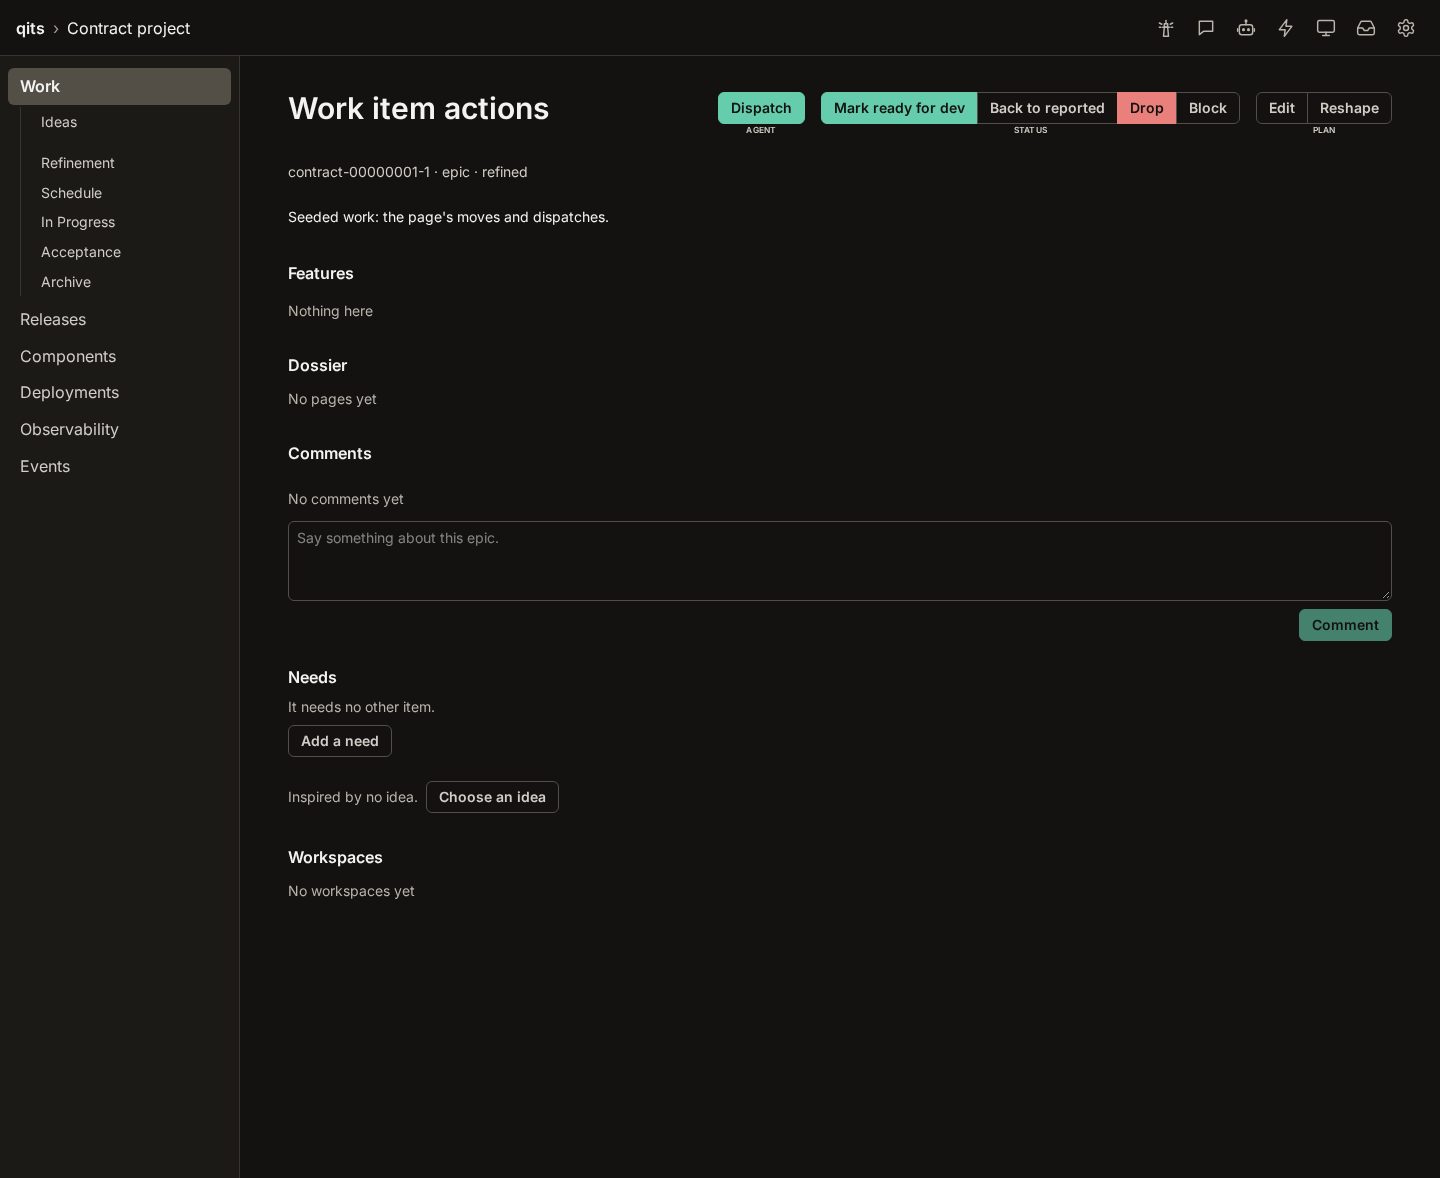 qits › Contract project
Work
Ideas
Refinement
Schedule
In Progress
Acceptance
Archive
Releases
Components
Deployments
Observability
Events
Work item actions
Dispatch
AGENT
Mark ready for dev
Back to reported
Drop
Block
STATUS
Edit
Reshape
PLAN
contract-00000001-1 · epic · refined
Seeded work: the page's moves and dispatches.
Features
Nothing here
Dossier
No pages yet
Comments
No comments yet
Say something about this epic.
Comment
Needs
It needs no other item.
Add a need
Inspired by no idea.
Choose an idea
Workspaces
No workspaces yet